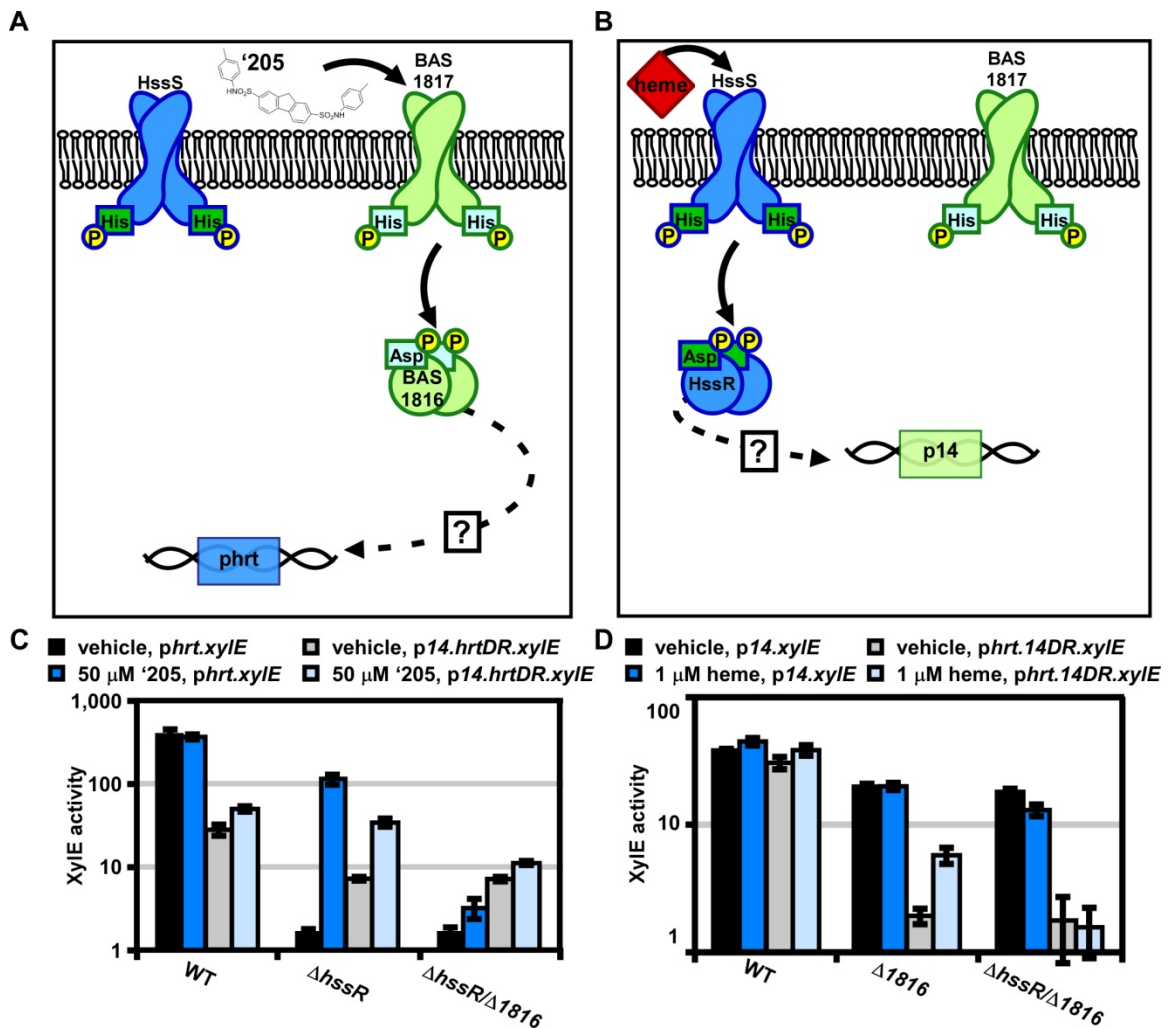 A
B
'205
BAS
1817
HssS
HN
SO₂
SO₂NH
His
His
His
His
P
P
P
P
P
P
Asp
BAS
1816
?
phrt
heme
HssS
BAS
1817
His
His
His
His
P
P
P
P
P
P
Asp
HssR
?
p14
C
vehicle, phrt.xylE
vehicle, p14.hrtDR.xylE
50 µM '205, phrt.xylE
50 µM '205, p14.hrtDR.xylE
XylE activity
1,000
100
10
1
WT
ΔhssR
ΔhssR/Δ1816
D
vehicle, p14.xylE
vehicle, phrt.14DR.xylE
1 µM heme, p14.xylE
1 µM heme, phrt.14DR.xylE
XylE activity
100
10
1
WT
Δ1816
ΔhssR/Δ1816